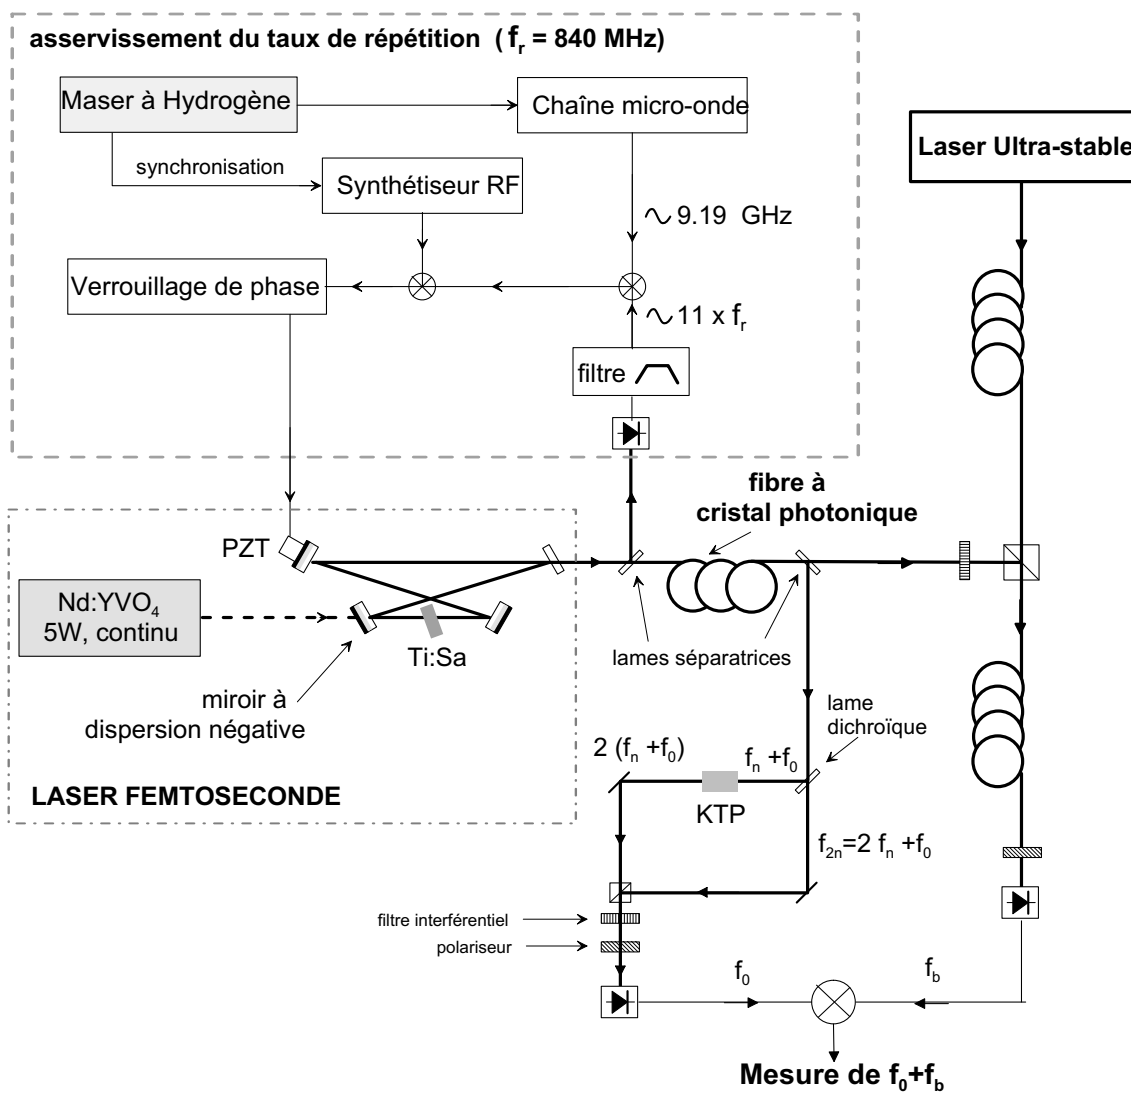 asservissement du taux de répétition ( fr = 840 MHz)
Maser à Hydrogène
Chaîne micro-onde
Laser Ultra-stable
synchronisation
Synthétiseur RF
9.19 GHz
Verrouillage de phase
11 x fr
filtre
fibre à
cristal photonique
PZT
Nd:YVO4
5W, continu
Ti:Sa
lames séparatrices
miroir à
dispersion négative
lame
dichroïque
2 (fn +f0)
fn +f0
LASER FEMTOSECONDE
KTP
f2n=2 fn +f0
filtre interférentiel
polariseur
f0
fb
Mesure de f0+fb